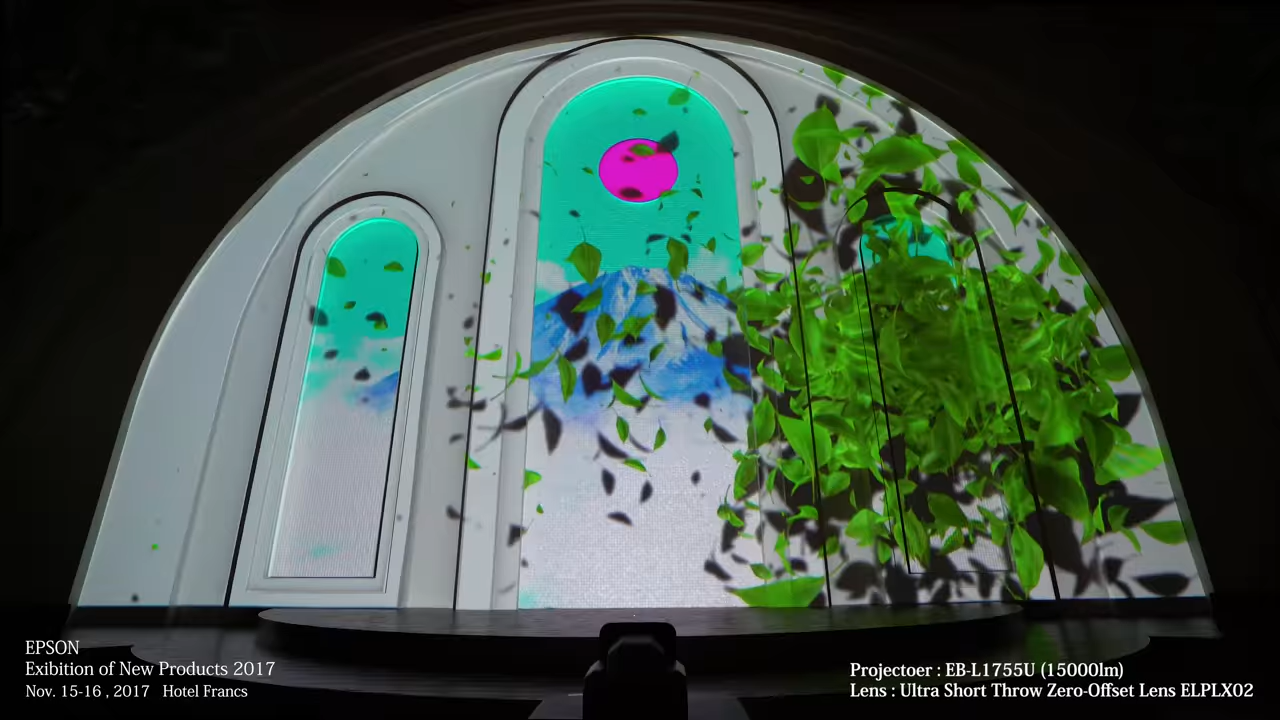 EPSON
Exibition of New Products 2017
Nov. 15-16 , 2017 Hotel Francs
Projectoer : EB-L1755U (15000lm)
Lens : Ultra Short Throw Zero-Offset Lens ELPLX02